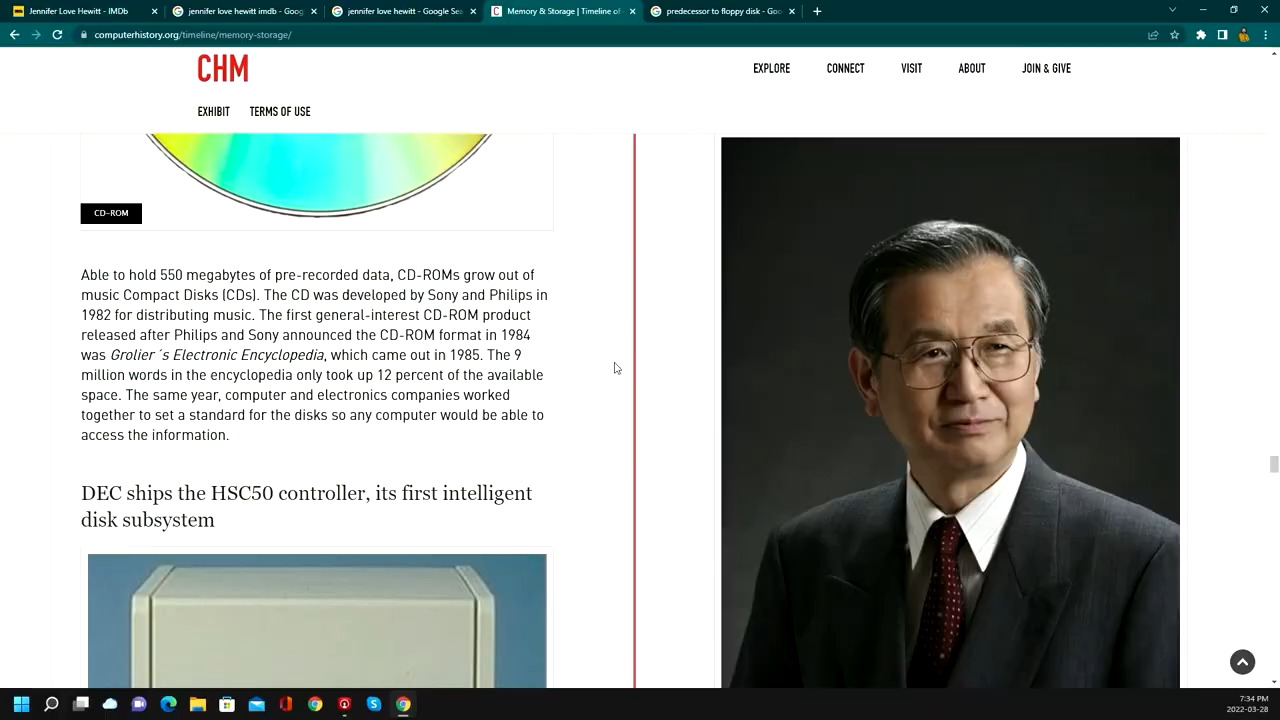 Jennifer Love Hewitt - IMDb
jennifer love hewitt imdb - Goog
jennifer love hewitt - Google Sea
Memory & Storage | Timeline of
predecessor to floppy disk - Goo
computerhistory.org/timeline/memory-storage/
CHM
EXPLORE
CONNECT
VISIT
ABOUT
JOIN & GIVE
EXHIBIT
TERMS OF USE
CD-ROM
Able to hold 550 megabytes of pre-recorded data, CD-ROMs grow out of
music Compact Disks (CDs). The CD was developed by Sony and Philips in
1982 for distributing music. The first general-interest CD-ROM product
released after Philips and Sony announced the CD-ROM format in 1984
was Grolier ´s Electronic Encyclopedia, which came out in 1985. The 9
million words in the encyclopedia only took up 12 percent of the available
space. The same year, computer and electronics companies worked
together to set a standard for the disks so any computer would be able to
access the information.
DEC ships the HSC50 controller, its first intelligent
disk subsystem
7:34 PM
2022-03-28